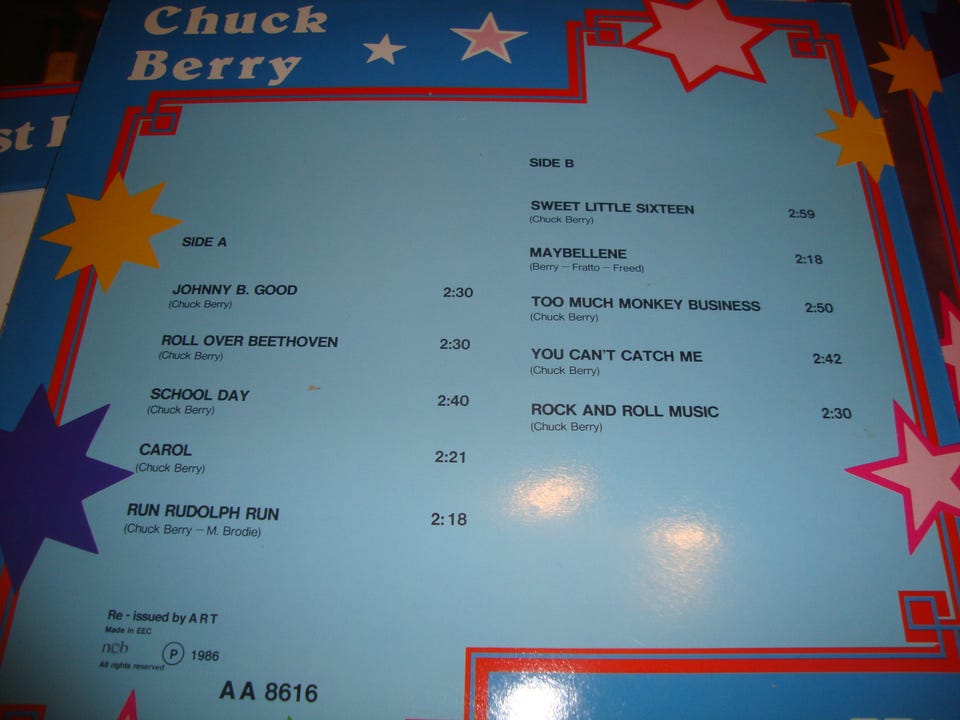 Chuck
Berry
st
SIDE A
JOHNNY B. GOOD 2:30
(Chuck Berry)
ROLL OVER BEETHOVEN 2:30
(Chuck Berry)
SCHOOL DAY 2:40
(Chuck Berry)
CAROL 2:21
(Chuck Berry)
RUN RUDOLPH RUN 2:18
(Chuck Berry — M. Brodie)
SIDE B
SWEET LITTLE SIXTEEN 2:59
(Chuck Berry)
MAYBELLENE 2:18
(Berry — Fratto — Freed)
TOO MUCH MONKEY BUSINESS 2:50
(Chuck Berry)
YOU CAN'T CATCH ME 2:42
(Chuck Berry)
ROCK AND ROLL MUSIC 2:30
(Chuck Berry)
Re - issued by A R T
Made in EEC
ncb Ⓟ 1986
All rights reserved
AA 8616